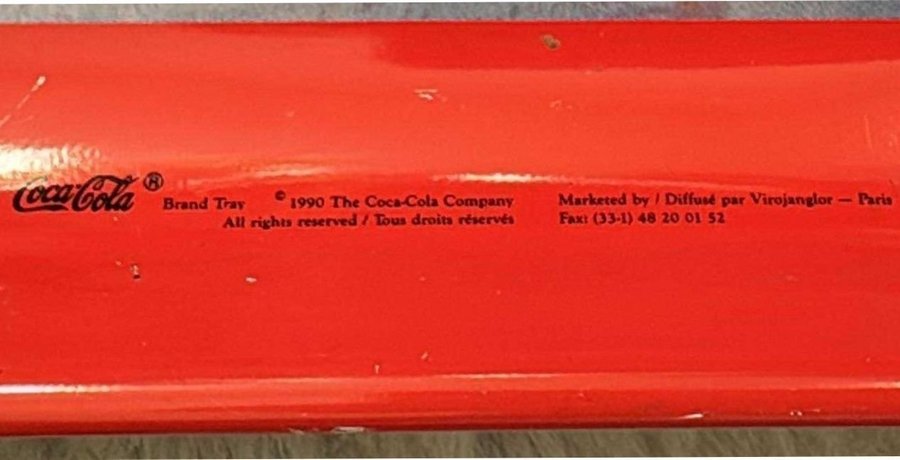 Coca-Cola ® Brand Tray © 1990 The Coca-Cola Company
All rights reserved / Tous droits réservés
Marketed by / Diffusé par Virojanglor — Paris
Fax: (33-1) 48 20 01 52